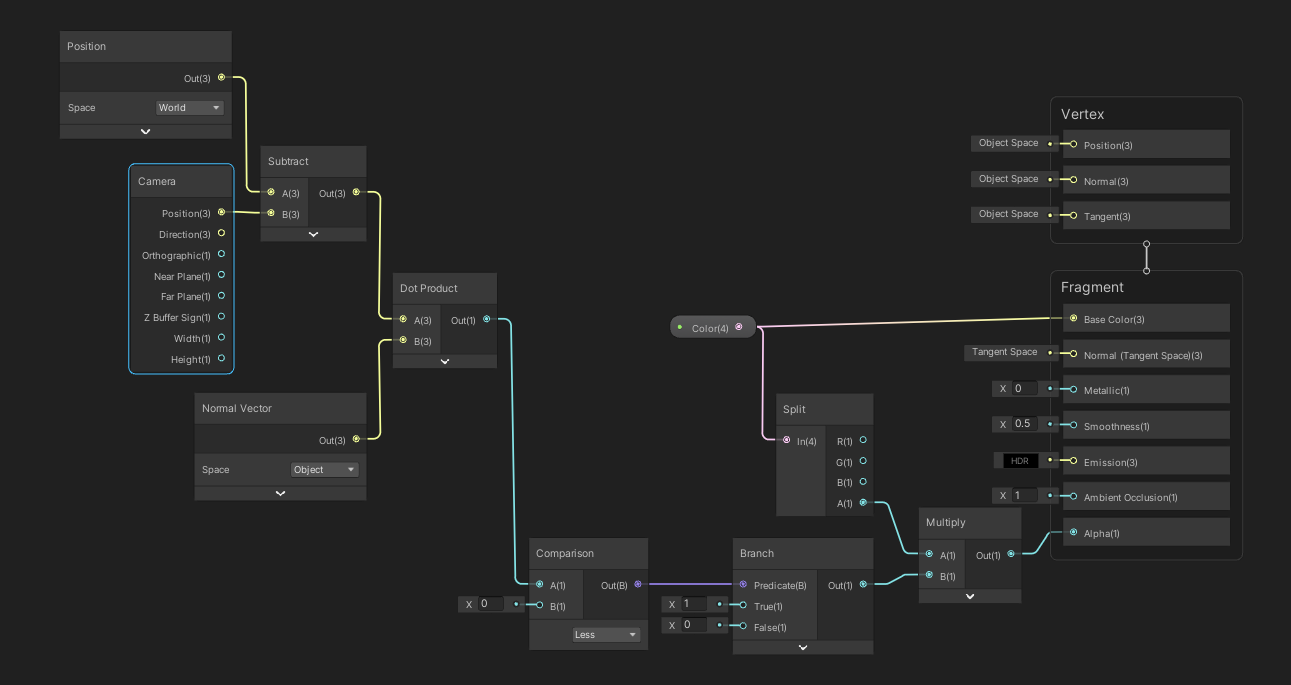 Position
Out(3)
Space World
Camera
Position(3)
Direction(3)
Orthographic(1)
Near Plane(1)
Far Plane(1)
Z Buffer Sign(1)
Width(1)
Height(1)
Subtract
A(3) Out(3)
B(3)
Normal Vector
Out(3)
Space Object
Dot Product
A(3) Out(1)
B(3)
Comparison
A(1) Out(B)
X 0 B(1)
Less
Branch
Predicate(B) Out(1)
X 1 True(1)
X 0 False(1)
Color(4)
Split
In(4) R(1)
G(1)
B(1)
A(1)
Multiply
A(1) Out(1)
B(1)
Vertex
Object Space Position(3)
Object Space Normal(3)
Object Space Tangent(3)
Fragment
Base Color(3)
Tangent Space Normal (Tangent Space)(3)
X 0 Metallic(1)
X 0.5 Smoothness(1)
HDR Emission(3)
X 1 Ambient Occlusion(1)
Alpha(1)